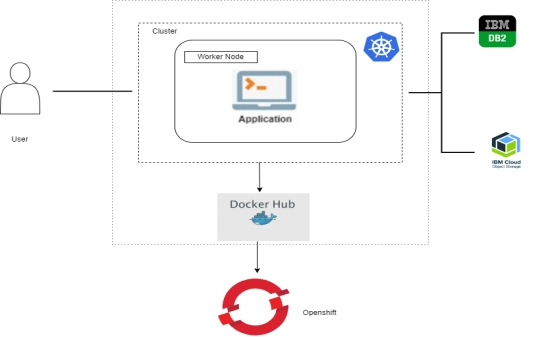 Cluster
Worker Node
Application
User
IBM
DB2
IBM Cloud
Object Storage
Docker Hub
Openshift